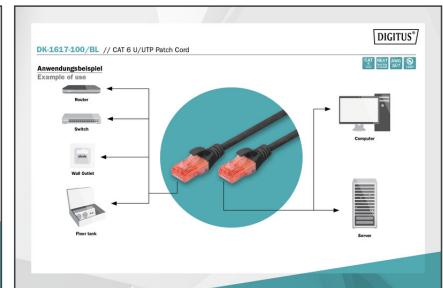 DIGITUS®
DK-1617-100/BL // CAT 6 U/UTP Patch Cord
Anwendungsbeispiel
Example of use
Router
Switch
Wall Outlet
Floor tank
Computer
Server